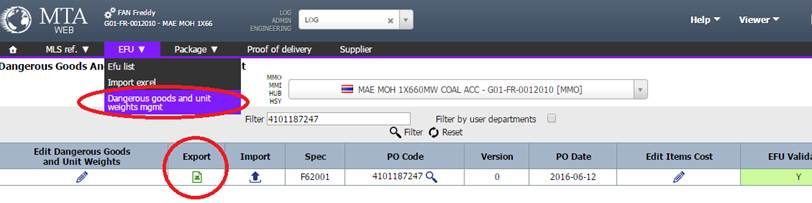 MTA
WEB
FAN Freddy
G01-FR-0012010 - MAE MOH 1X66
LOG
ADMIN
ENGINEERING
LOG
Help
Viewer
MLS ref.
EFU
Package
Proof of delivery
Supplier
Efu list
Import excel
Dangerous goods and unit
weights mgmt
Dangerous Goods An
t
MMO
MMI
HUB
HSY
MAE MOH 1X660MW COAL ACC - G01-FR-0012010 [MMO]
Filter 4101187247
Filter by user departments
Filter Reset
Edit Dangerous Goods
and Unit Weights
Export
Import
Spec
PO Code
Version
PO Date
Edit Items Cost
EFU Valida
F62001
4101187247
0
2016-06-12
Y